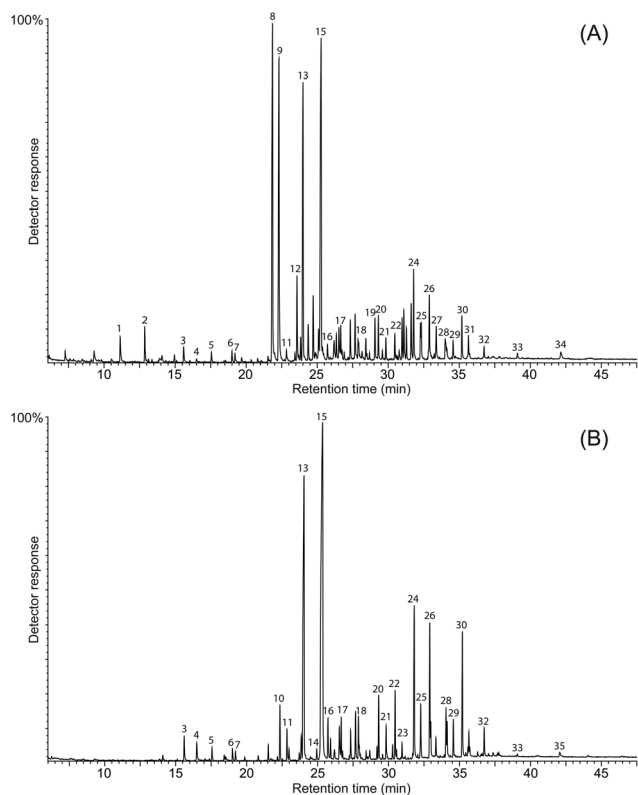 100%
(A)
Detector response
1 2 3 4 5 6 7 8 9 11 12 13 15 16 17 18 19 20 21 22 24 25 26 27 28 29 30 31 32 33 34
10 15 20 25 30 35 40 45
Retention time (min)
100%
(B)
Detector response
3 4 5 6 7 10 11 13 14 15 16 17 18 20 21 22 23 24 25 26 28 29 30 32 33 35
10 15 20 25 30 35 40 45
Retention time (min)